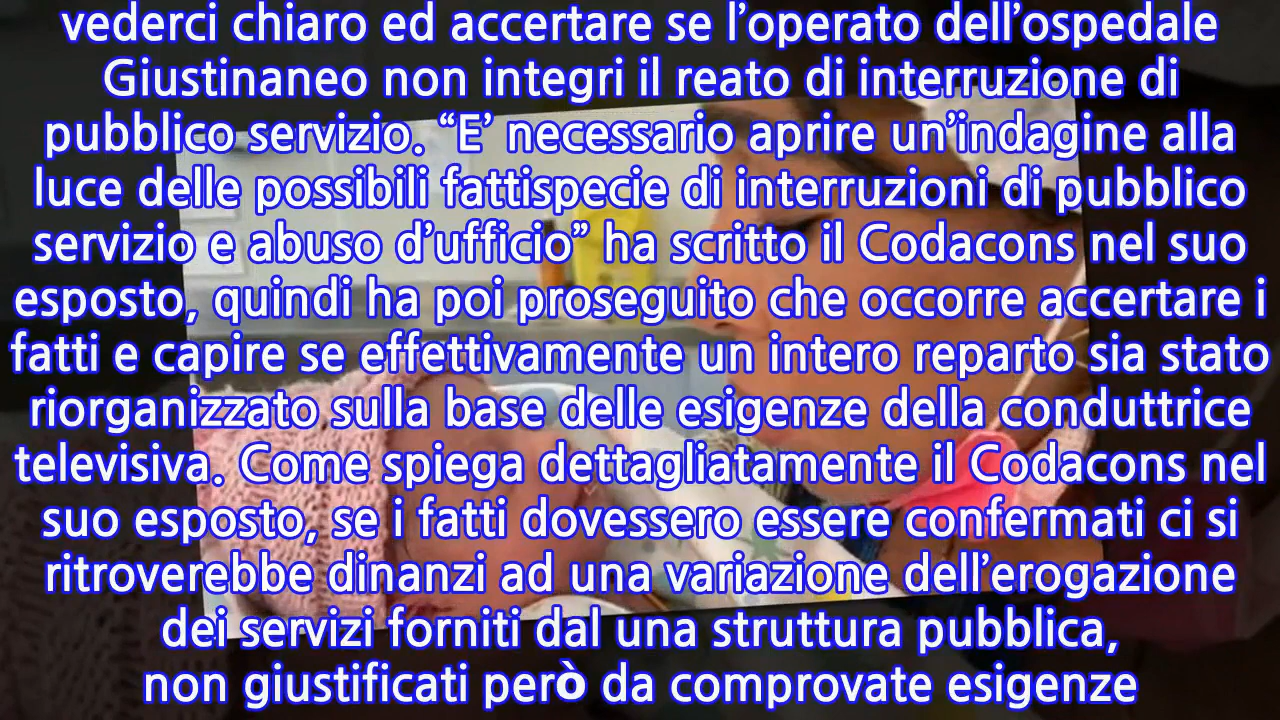 vederci chiaro ed accertare se l’operato dell’ospedale
Giustinaneo non integri il reato di interruzione di
pubblico servizio. “E’ necessario aprire un’indagine alla
luce delle possibili fattispecie di interruzioni di pubblico
servizio e abuso d’ufficio” ha scritto il Codacons nel suo
esposto, quindi ha poi proseguito che occorre accertare i
fatti e capire se effettivamente un intero reparto sia stato
riorganizzato sulla base delle esigenze della conduttrice
televisiva. Come spiega dettagliatamente il Codacons nel
suo esposto, se i fatti dovessero essere confermati ci si
ritroverebbe dinanzi ad una variazione dell’erogazione
dei servizi forniti dal una struttura pubblica,
non giustificati però da comprovate esigenze